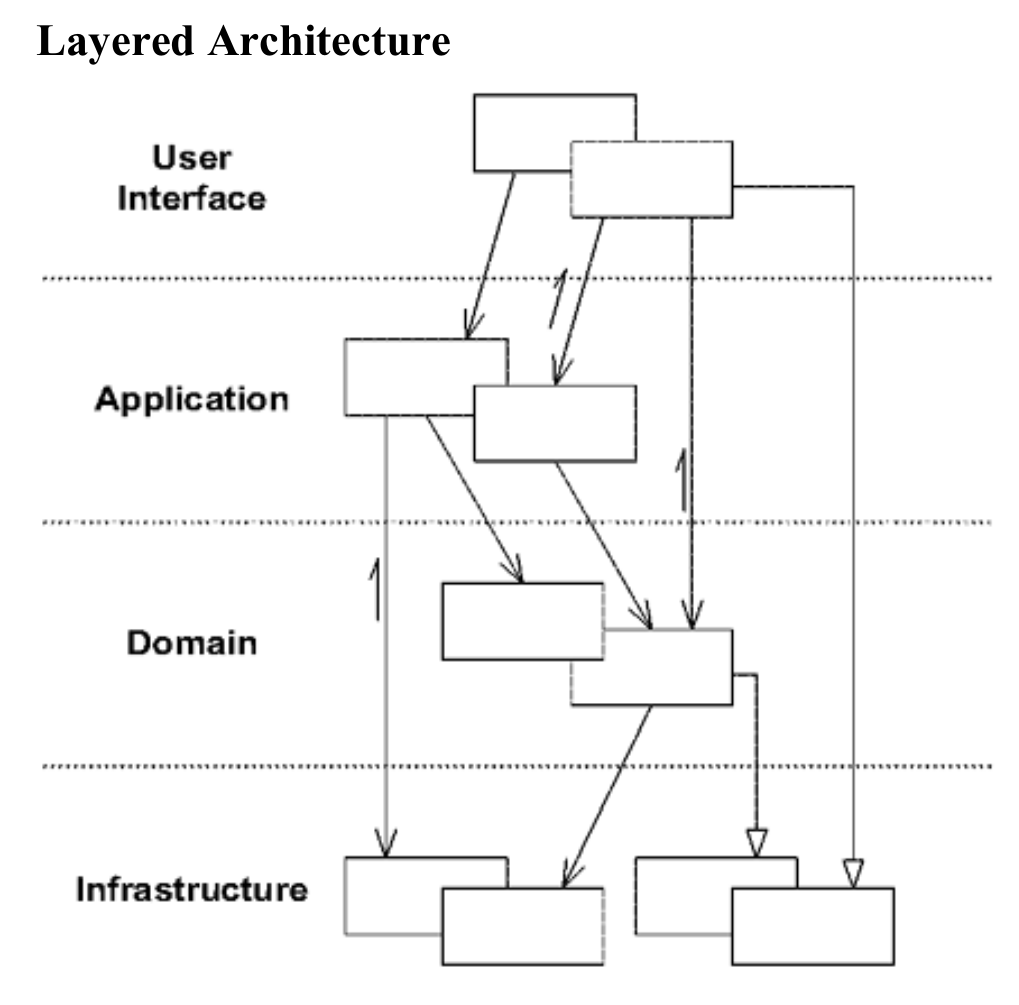 Layered Architecture
User
Interface
Application
Domain
Infrastructure